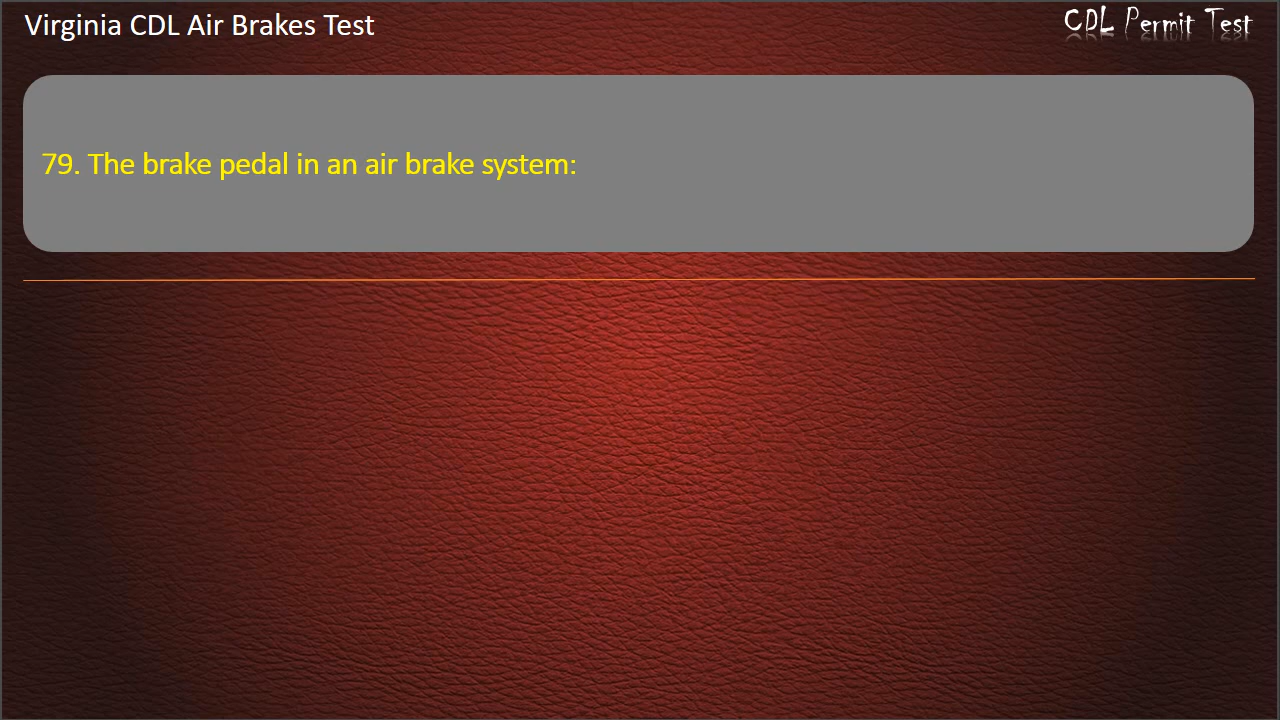 Virginia CDL Air Brakes Test
CDL Permit Test
79. The brake pedal in an air brake system: